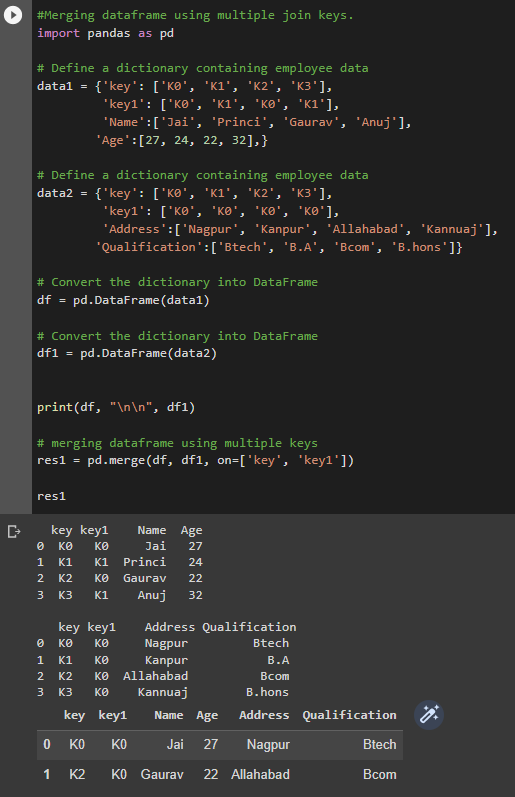 #Merging dataframe using multiple join keys.
import pandas as pd
# Define a dictionary containing employee data
data1 = {'key': ['K0', 'K1', 'K2', 'K3'],
'key1': ['K0', 'K1', 'K0', 'K1'],
'Name':['Jai', 'Princi', 'Gaurav', 'Anuj'],
'Age':[27, 24, 22, 32],}
# Define a dictionary containing employee data
data2 = {'key': ['K0', 'K1', 'K2', 'K3'],
'key1': ['K0', 'K0', 'K0', 'K0'],
'Address':['Nagpur', 'Kanpur', 'Allahabad', 'Kannuaj'],
'Qualification':['Btech', 'B.A', 'Bcom', 'B.hons']}
# Convert the dictionary into DataFrame
df = pd.DataFrame(data1)
# Convert the dictionary into DataFrame
df1 = pd.DataFrame(data2)
print(df, "\n\n", df1)
# merging dataframe using multiple keys
res1 = pd.merge(df, df1, on=['key', 'key1'])
res1
key key1 Name Age
0 K0 K0 Jai 27
1 K1 K1 Princi 24
2 K2 K0 Gaurav 22
3 K3 K1 Anuj 32
key key1 Address Qualification
0 K0 K0 Nagpur Btech
1 K1 K0 Kanpur B.A
2 K2 K0 Allahabad Bcom
3 K3 K0 Kannuaj B.hons
key key1 Name Age Address Qualification
0 K0 K0 Jai 27 Nagpur Btech
1 K2 K0 Gaurav 22 Allahabad Bcom